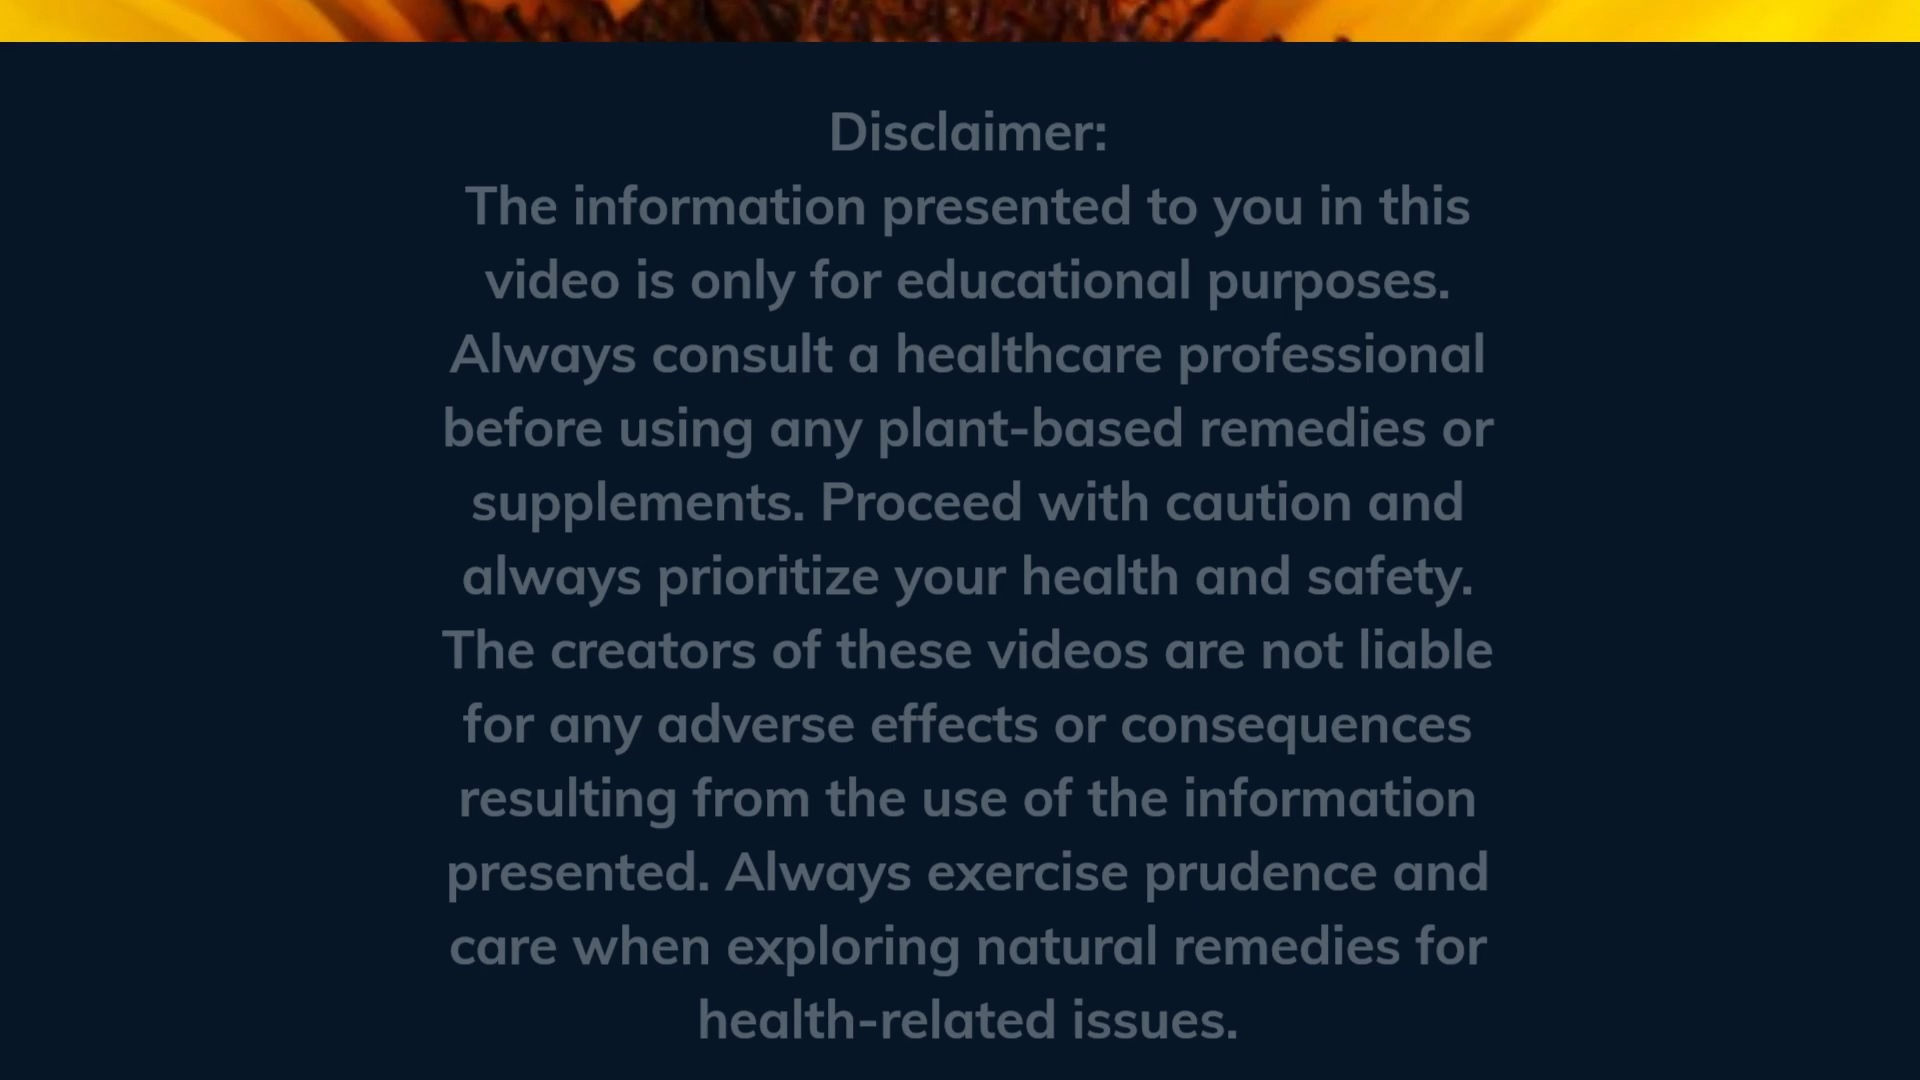 Disclaimer:
The information presented to you in this
video is only for educational purposes.
Always consult a healthcare professional
before using any plant-based remedies or
supplements. Proceed with caution and
always prioritize your health and safety.
The creators of these videos are not liable
for any adverse effects or consequences
resulting from the use of the information
presented. Always exercise prudence and
care when exploring natural remedies for
health-related issues.